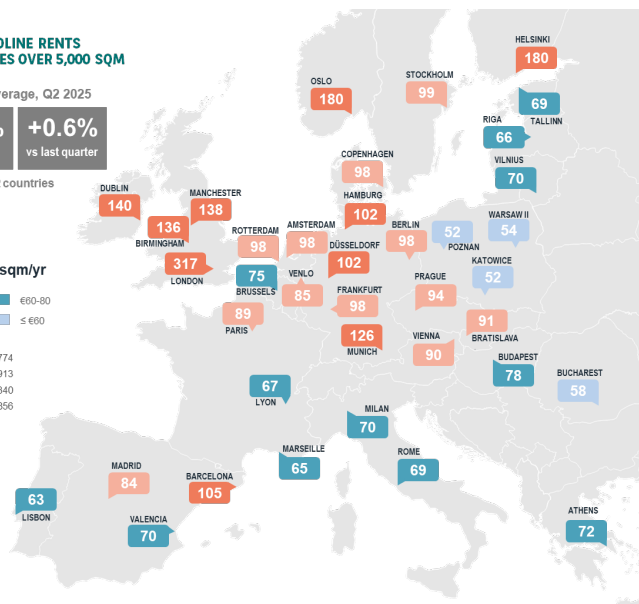 HELSINKI
180
OSLO
180
STOCKHOLM
99
69
TALLINN
RIGA
66
VILNIUS
70
COPENHAGEN
98
HAMBURG
102
DUBLIN
140
MANCHESTER
138
136
BIRMINGHAM
317
LONDON
ROTTERDAM
98
AMSTERDAM
98
DÜSSELDORF
102
BERLIN
98
52
POZNAN
WARSAW II
54
KATOWICE
52
75
BRUSSELS
VENLO
85
FRANKFURT
98
PRAGUE
94
89
PARIS
126
MUNICH
VIENNA
90
91
BRATISLAVA
BUDAPEST
78
BUCHAREST
58
67
LYON
MILAN
70
MARSEILLE
65
ROME
69
MADRID
84
BARCELONA
105
63
LISBON
VALENCIA
70
ATHENS
72
DLINE RENTS
ES OVER 5,000 SQM
verage, Q2 2025
%
+0.6%
vs last quarter
t countries
sqm/yr
€60-80
≤ €60
774
913
340
356